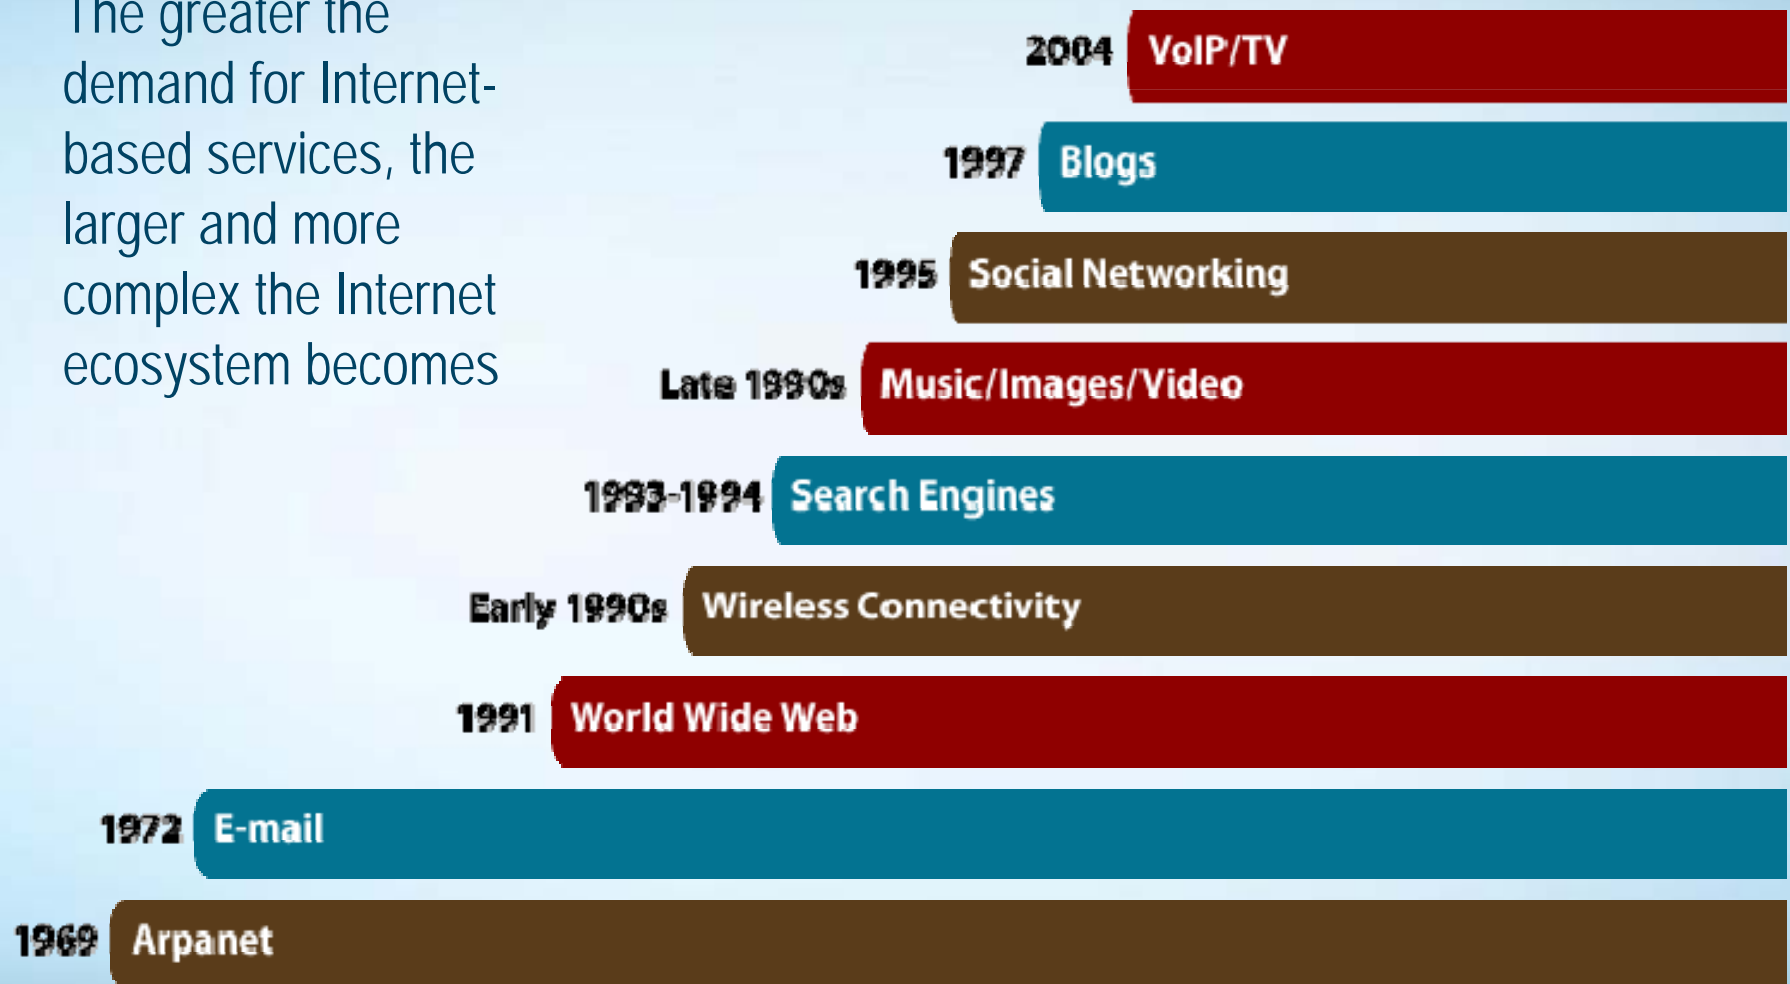 The greater the
demand for Internet-
based services, the
larger and more
complex the Internet
ecosystem becomes
2004 VoIP/TV
1997 Blogs
1995 Social Networking
Late 1990s Music/Images/Video
1993-1994 Search Engines
Early 1990s Wireless Connectivity
1991 World Wide Web
1972 E-mail
1969 Arpanet